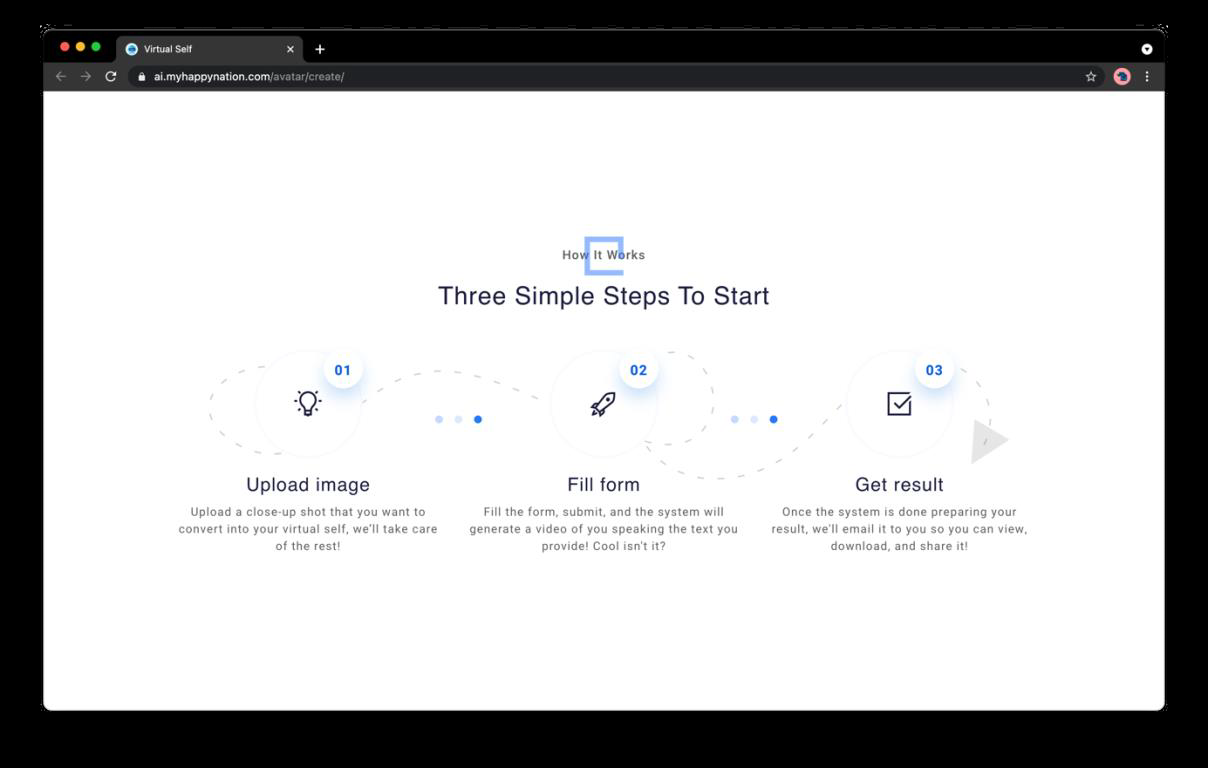 Virtual Self
ai.myhappynation.com/avatar/create/
How It Works
Three Simple Steps To Start
01
02
03
Upload image
Upload a close-up shot that you want to
convert into your virtual self, we'll take care
of the rest!
Fill form
Fill the form, submit, and the system will
generate a video of you speaking the text you
provide! Cool isn't it?
Get result
Once the system is done preparing your
result, we'll email it to you so you can view,
download, and share it!